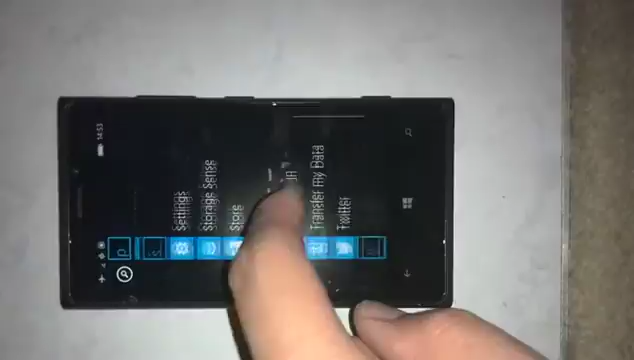 14:53
s
Settings
Storage Sense
Store
Transfer my Data
Twitter